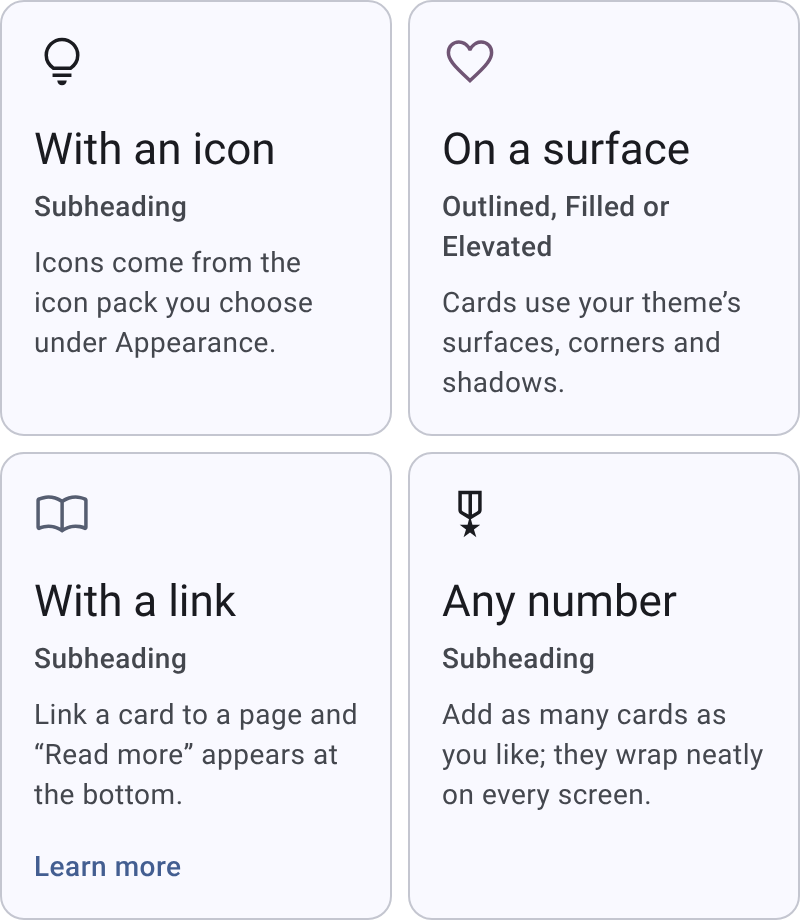 With an icon
Subheading
Icons come from the
icon pack you choose
under Appearance.
On a surface
Outlined, Filled or
Elevated
Cards use your theme’s
surfaces, corners and
shadows.
With a link
Subheading
Link a card to a page and
“Read more” appears at
the bottom.
Learn more
Any number
Subheading
Add as many cards as
you like; they wrap neatly
on every screen.